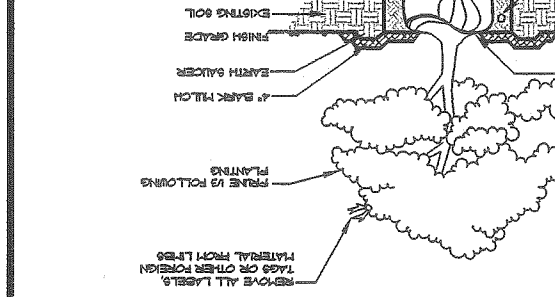 REMOVE ALL LABELS,
TAGS OR OTHER FOREIGN
MATERIAL FROM LIMBS
PRUNE 1/3 FOLLOWING
PLANTING
4" BARK MULCH
EARTH SAUCER
FINISH GRADE
EXISTING SOIL